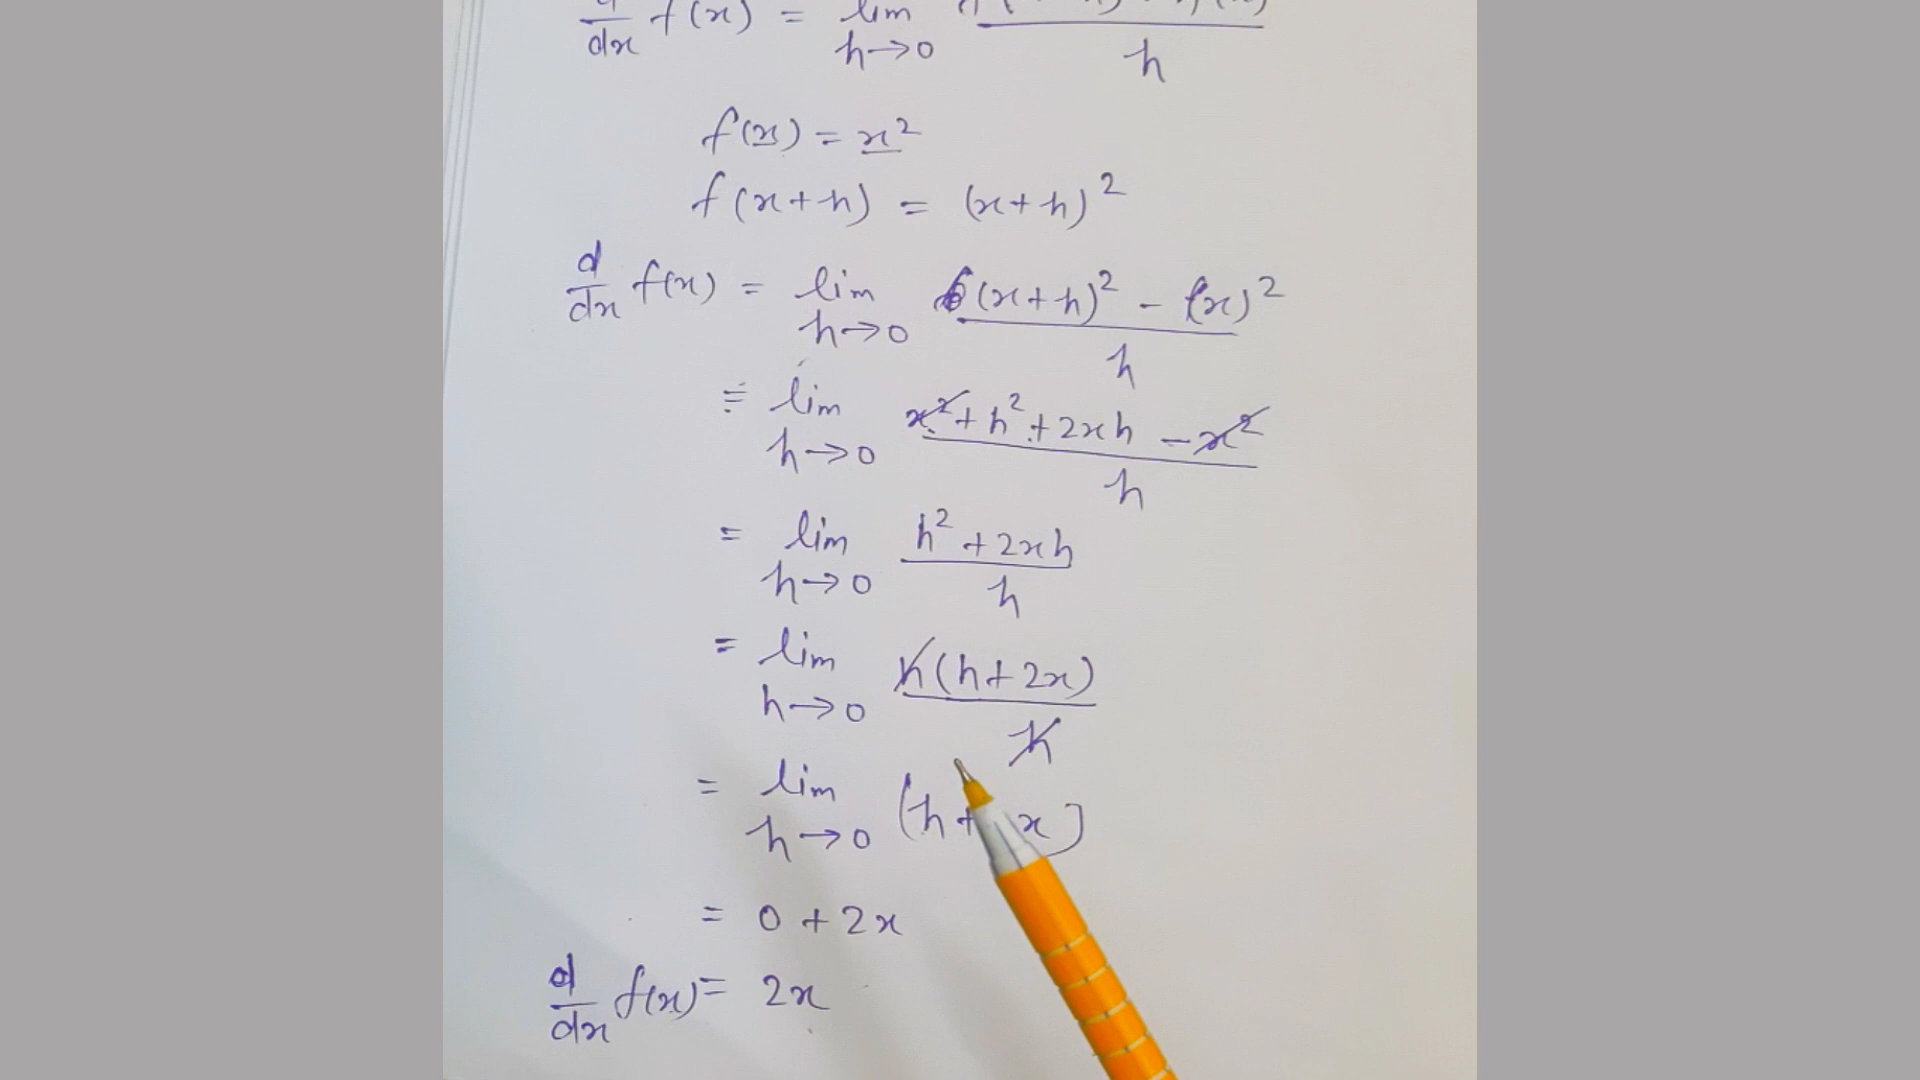 d/dx f(x) = lim h→0 / h
f(x) = x²
f(x+h) = (x+h)²
d/dx f(x) = lim h→0 (x+h)² - (x)² / h
= lim h→0 x²+h²+2xh - x² / h
= lim h→0 h²+2xh / h
= lim h→0 h(h+2x) / h
= lim h→0 (h+ x)
= 0+2x
d/dx f(x) = 2x